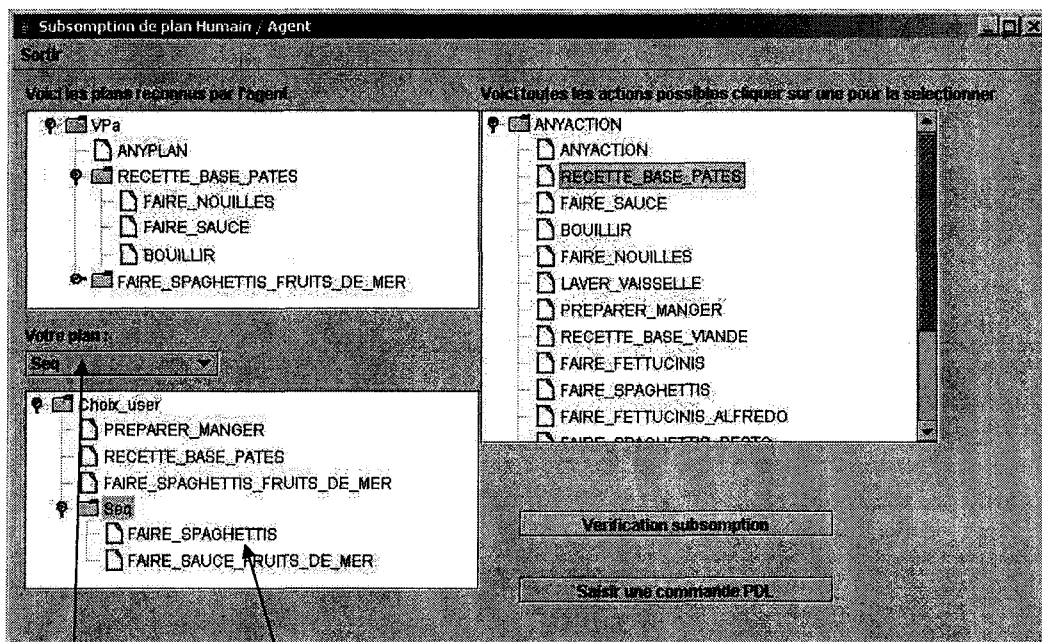 Subsomption de plan Humain / Agent
Sortir
Voici les plans reconnus par l'agent
VPa
ANYPLAN
RECETTE_BASE_PATES
FAIRE_NOUILLES
FAIRE_SAUCE
BOUILLIR
FAIRE_SPAGHETTIS_FRUITS_DE_MER
Votre plan :
Seq
Choix_user
PREPARER_MANGER
RECETTE_BASE_PATES
FAIRE_SPAGHETTIS_FRUITS_DE_MER
Seq
FAIRE_SPAGHETTIS
FAIRE_SAUCE_FRUITS_DE_MER
Voici toutes les actions possibles cliquer sur une pour la selectionner
ANYACTION
ANYACTION
RECETTE_BASE_PATES
FAIRE_SAUCE
BOUILLIR
FAIRE_NOUILLES
LAVER_VAISSELLE
PREPARER_MANGER
RECETTE_BASE_VIANDE
FAIRE_FETTUCINIS
FAIRE_SPAGHETTIS
FAIRE_FETTUCINIS_ALFREDO
FAIRE_SPAGHETTIS_PESTO
Verification subsomption
Saisir une commande PDL